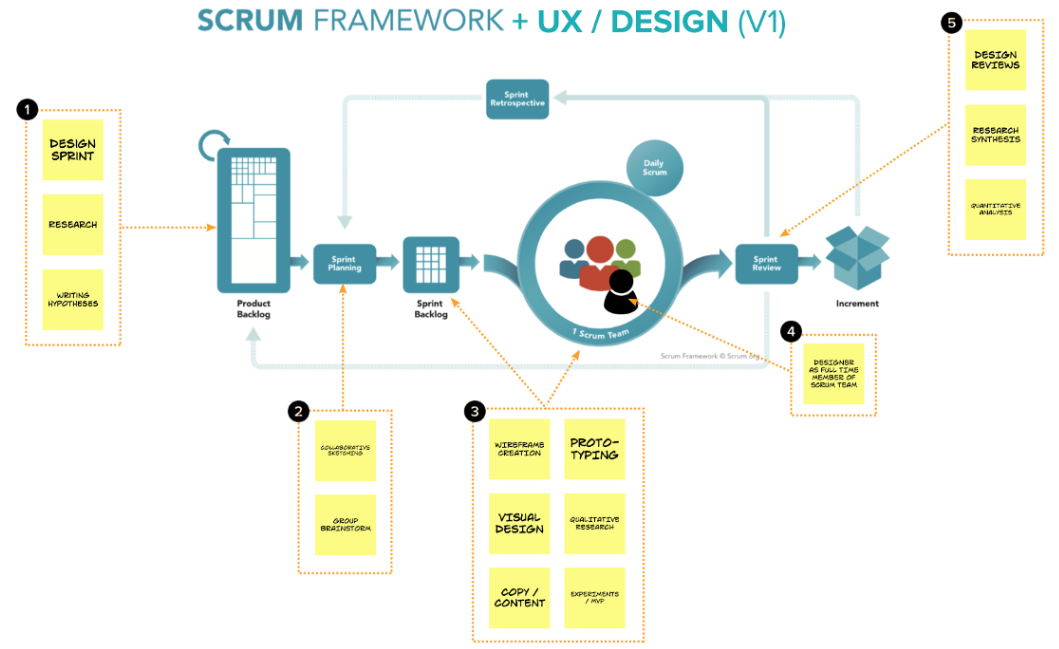 SCRUM FRAMEWORK + UX / DESIGN (V1)
1
DESIGN
SPRINT
RESEARCH
WRITING
HYPOTHESES
Product
Backlog
Sprint
Planning
Sprint
Backlog
Sprint
Retrospective
Daily
Scrum
1 Scrum Team
Sprint
Review
Increment
Scrum Framework © Scrum.org
2
COLLABORATIVE
SKETCHING
GROUP
BRAINSTORM
3
WIREFRAME
CREATION
PROTO-
TYPING
VISUAL
DESIGN
QUALITATIVE
RESEARCH
COPY /
CONTENT
EXPERIMENTS
/ MVP
4
DESIGNER
AS FULL TIME
MEMBER OF
SCRUM TEAM
5
DESIGN
REVIEWS
RESEARCH
SYNTHESIS
QUANTITATIVE
ANALYSIS